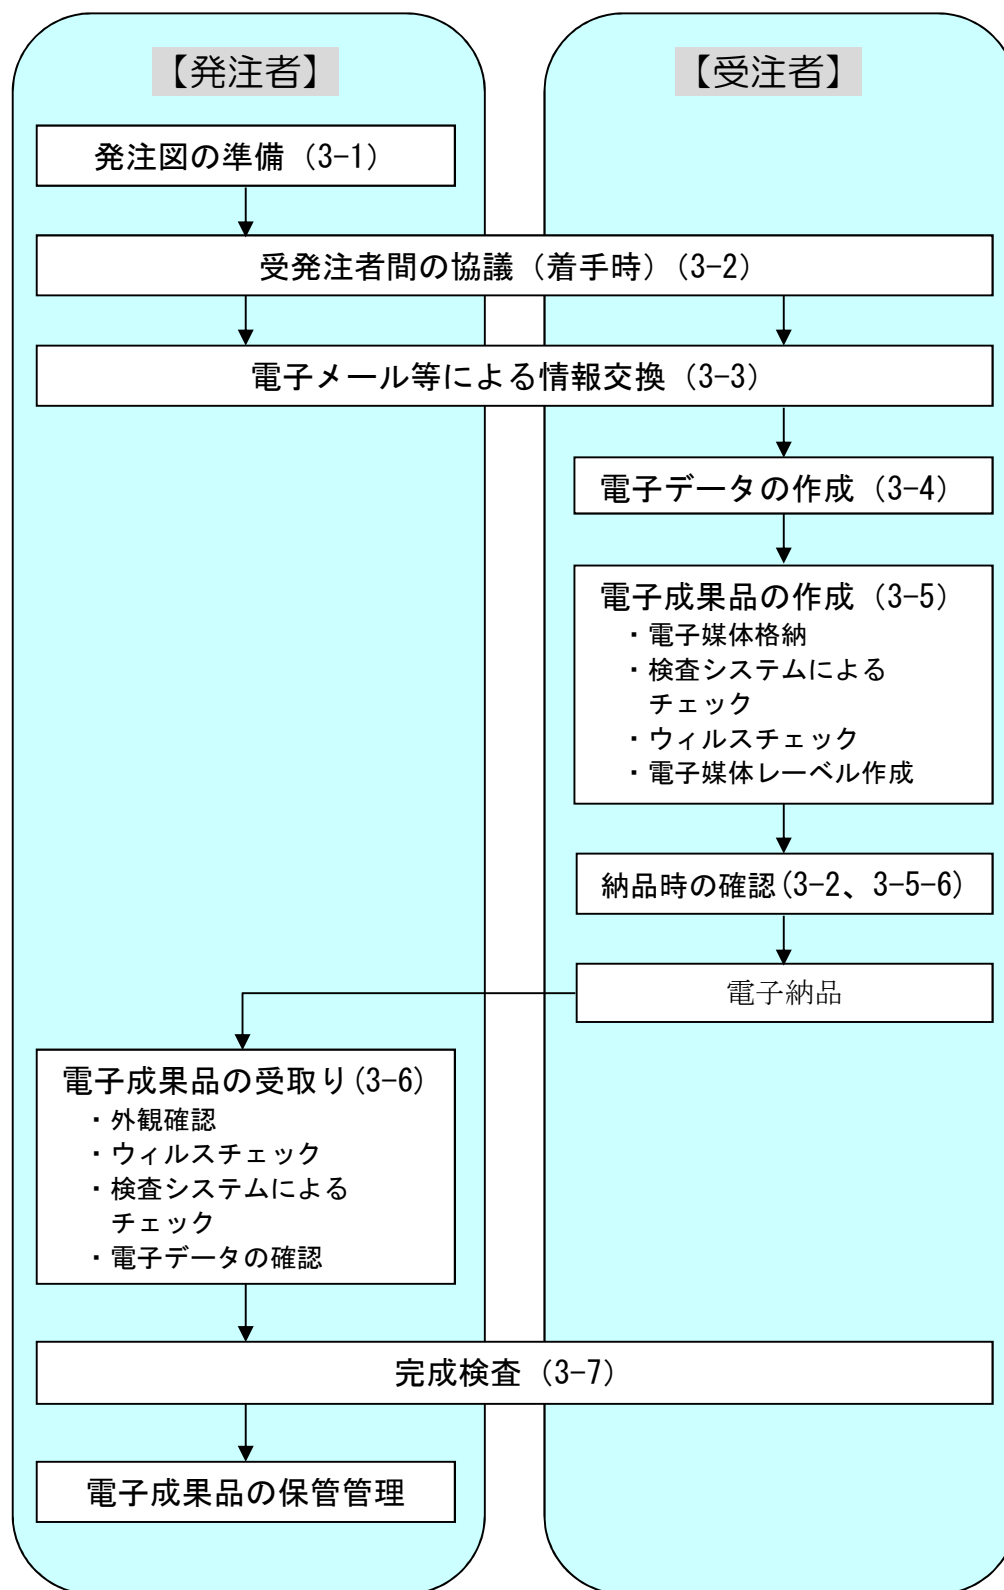 【発注者】
【受注者】
発注図の準備（3-1）
受発注者間の協議（着手時）(3-2)
電子メール等による情報交換（3-3）
電子データの作成（3-4）
電子成果品の作成（3-5）
・電子媒体格納
・検査システムによる
チェック
・ウィルスチェック
・電子媒体レーベル作成
納品時の確認(3-2、3-5-6)
電子納品
電子成果品の受取り(3-6)
・外観確認
・ウィルスチェック
・検査システムによる
チェック
・電子データの確認
完成検査（3-7）
電子成果品の保管管理